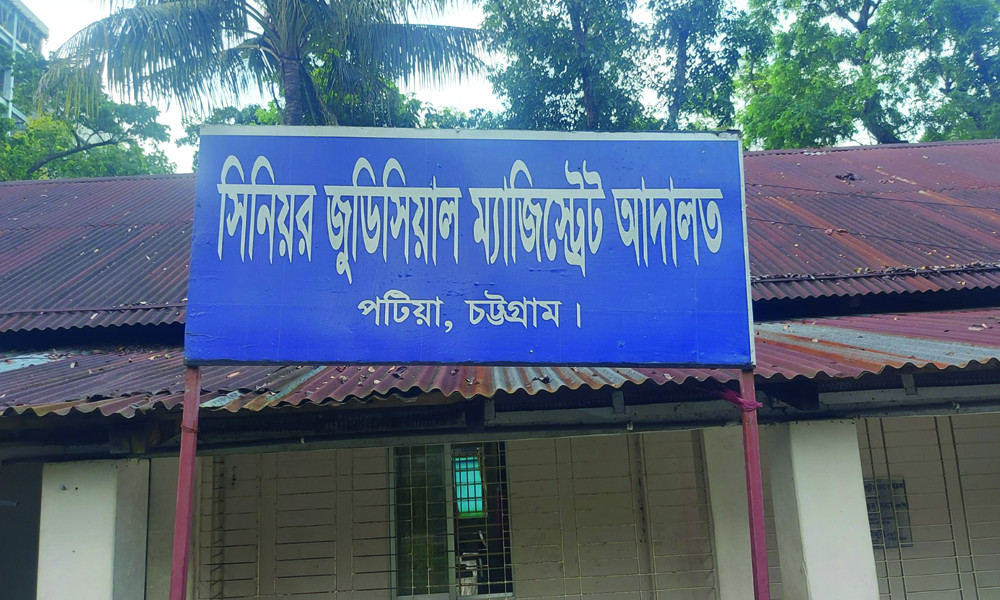 সিনিয়র জুডিসিয়াল ম্যাজিস্ট্রেট আদালত
পটিয়া, চট্টগ্রাম।